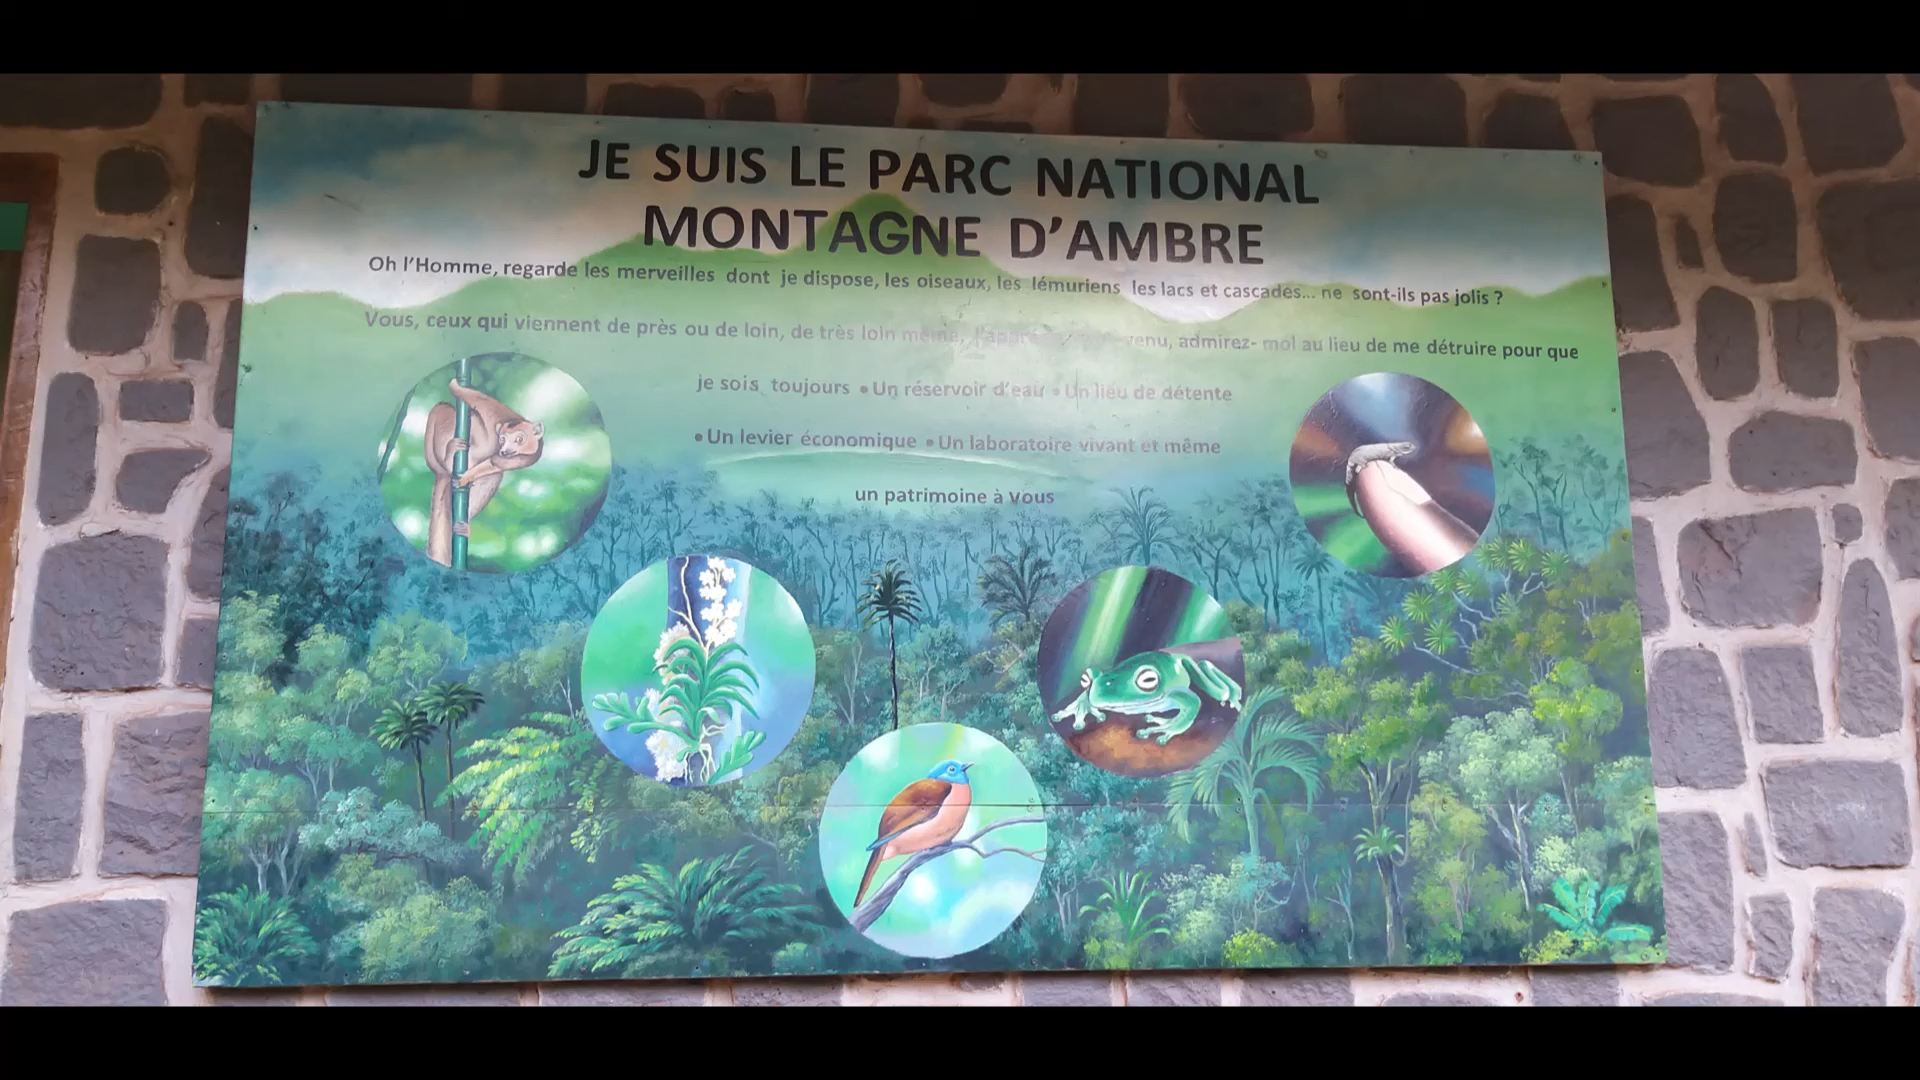 JE SUIS LE PARC NATIONAL
MONTAGNE D'AMBRE
Oh l'Homme, regarde les merveilles dont je dispose, les oiseaux, les lémuriens les lacs et cascades... ne sont-ils pas jolis ?
Vous, ceux qui viennent de près ou de loin, de très loin même, admirez- moi au lieu de me détruire pour que
je sois toujours • Un réservoir d'eau • Un lieu de détente
• Un levier économique • Un laboratoire vivant et même
un patrimoine à vous